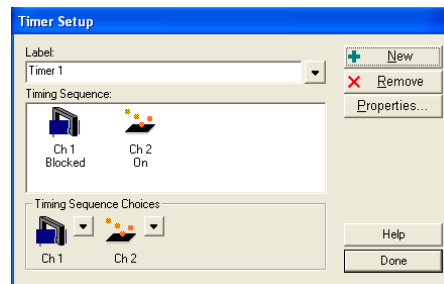 Timer Setup
Label:
Timer 1
New
Remove
Properties...
Timing Sequence:
Ch 1
Blocked
Ch 2
On
Timing Sequence Choices
Ch 1
Ch 2
Help
Done